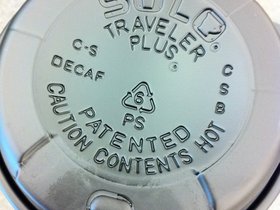 SOLO
TRAVELER
PLUS
C-S
DECAF
C
S
B
6
PS
PATENTED
CAUTION CONTENTS HOT